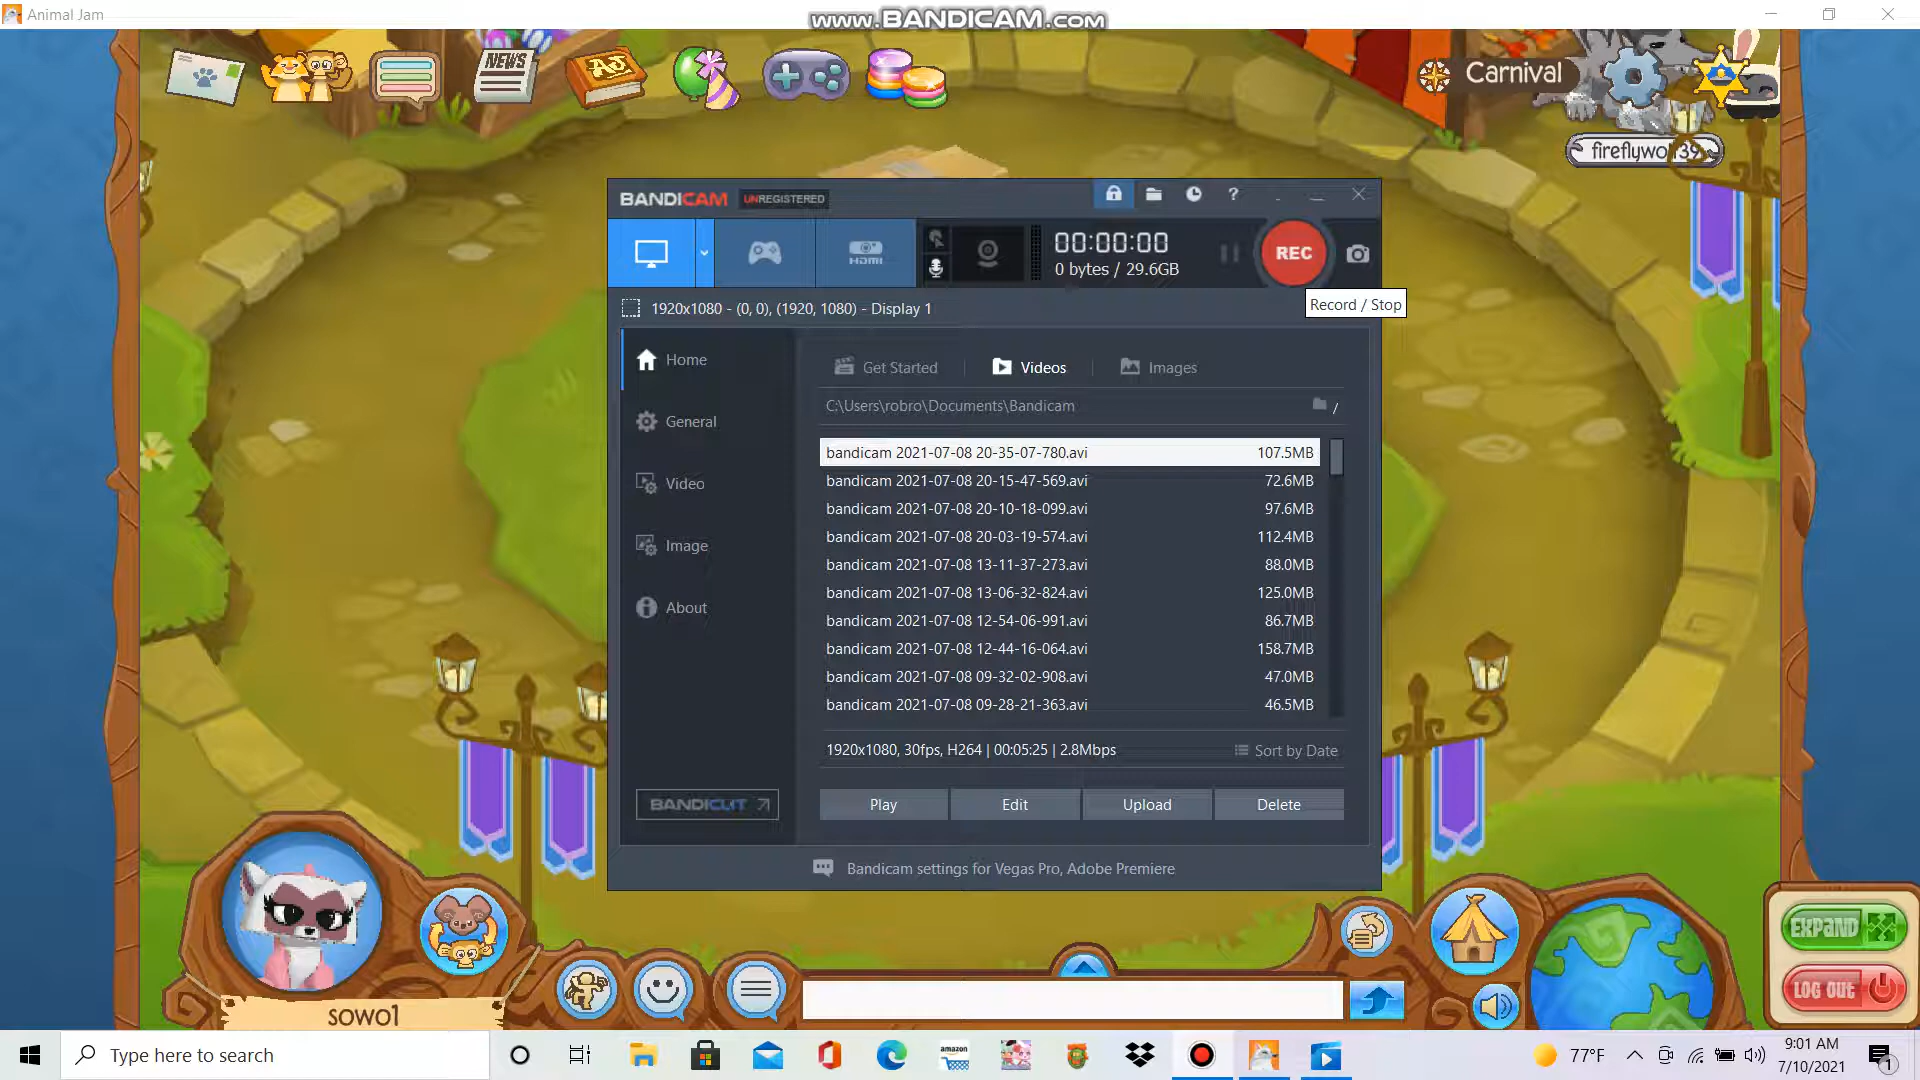 Animal Jam
www.BANDICAM.com
NEWS
AJ
Carnival
BANDICAM UNREGISTERED
HDMI
00:00:00
0 bytes / 29.6GB
REC
Record / Stop
1920x1080 - (0, 0), (1920, 1080) - Display 1
Home
General
Video
Image
About
Get Started
Videos
Images
C:\Users\robro\Documents\Bandicam
/
bandicam 2021-07-08 20-35-07-780.avi 107.5MB
bandicam 2021-07-08 20-15-47-569.avi 72.6MB
bandicam 2021-07-08 20-10-18-099.avi 97.6MB
bandicam 2021-07-08 20-03-19-574.avi 112.4MB
bandicam 2021-07-08 13-11-37-273.avi 88.0MB
bandicam 2021-07-08 13-06-32-824.avi 125.0MB
bandicam 2021-07-08 12-54-06-991.avi 86.7MB
bandicam 2021-07-08 12-44-16-064.avi 158.7MB
bandicam 2021-07-08 09-32-02-908.avi 47.0MB
bandicam 2021-07-08 09-28-21-363.avi 46.5MB
1920x1080, 30fps, H264 | 00:05:25 | 2.8Mbps
Sort by Date
BANDICUT
Play
Edit
Upload
Delete
Bandicam settings for Vegas Pro, Adobe Premiere
EXPAND
LOG OUT
sowo1
Type here to search
amazon
77°F
9:01 AM
7/10/2021
1